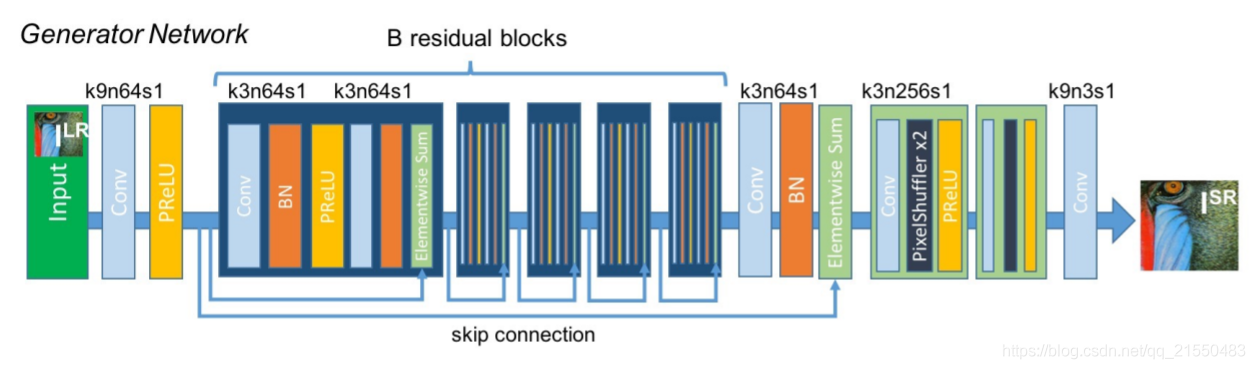 Generator Network
B residual blocks
k9n64s1
k3n64s1
k3n64s1
k3n64s1
k3n256s1
k9n3s1
Input
I^LR
Conv
PReLU
Conv
BN
PReLU
Elementwise Sum
Conv
BN
Elementwise Sum
Conv
PixelShuffler x2
PReLU
Conv
I^SR
skip connection
https://blog.csdn.net/qq_21550483